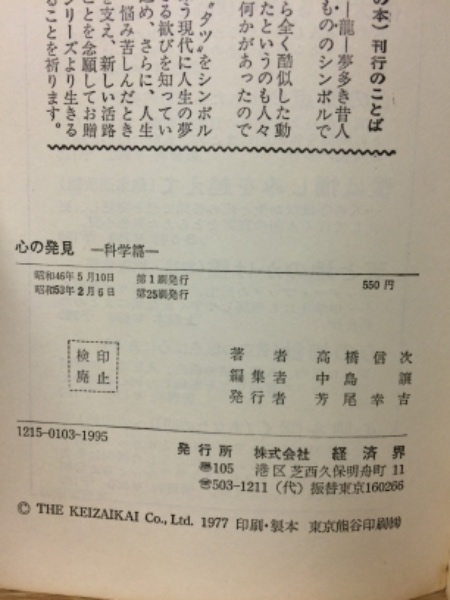 の本）刊行のことば
―龍―夢多き昔人
もののシンボルで
ら全く酷似した動
たというのも人々
何かがあったので
〝タツ〟をシンボル
う現代に人生の夢
る歓びを知ってい
め、さらに、人生
悩み苦しんだとき
を支え、新しい活路
とを念願してお贈
リーズより生きる
ることを祈ります。
心の発見 ―科学篇―
昭和46年5月10日 第1刷発行
昭和53年2月6日 第25刷発行
550円
検印
廃止
著者 高橋信次
編集者 中島譲
発行者 芳尾幸吉
1215-0103-1995
発行所 株式会社 経済界
〠105 港区芝西久保明舟町11
☎503-1211（代）振替東京160266
© THE KEIZAIKAI Co., Ltd. 1977 印刷・製本 東京熊谷印刷㈱